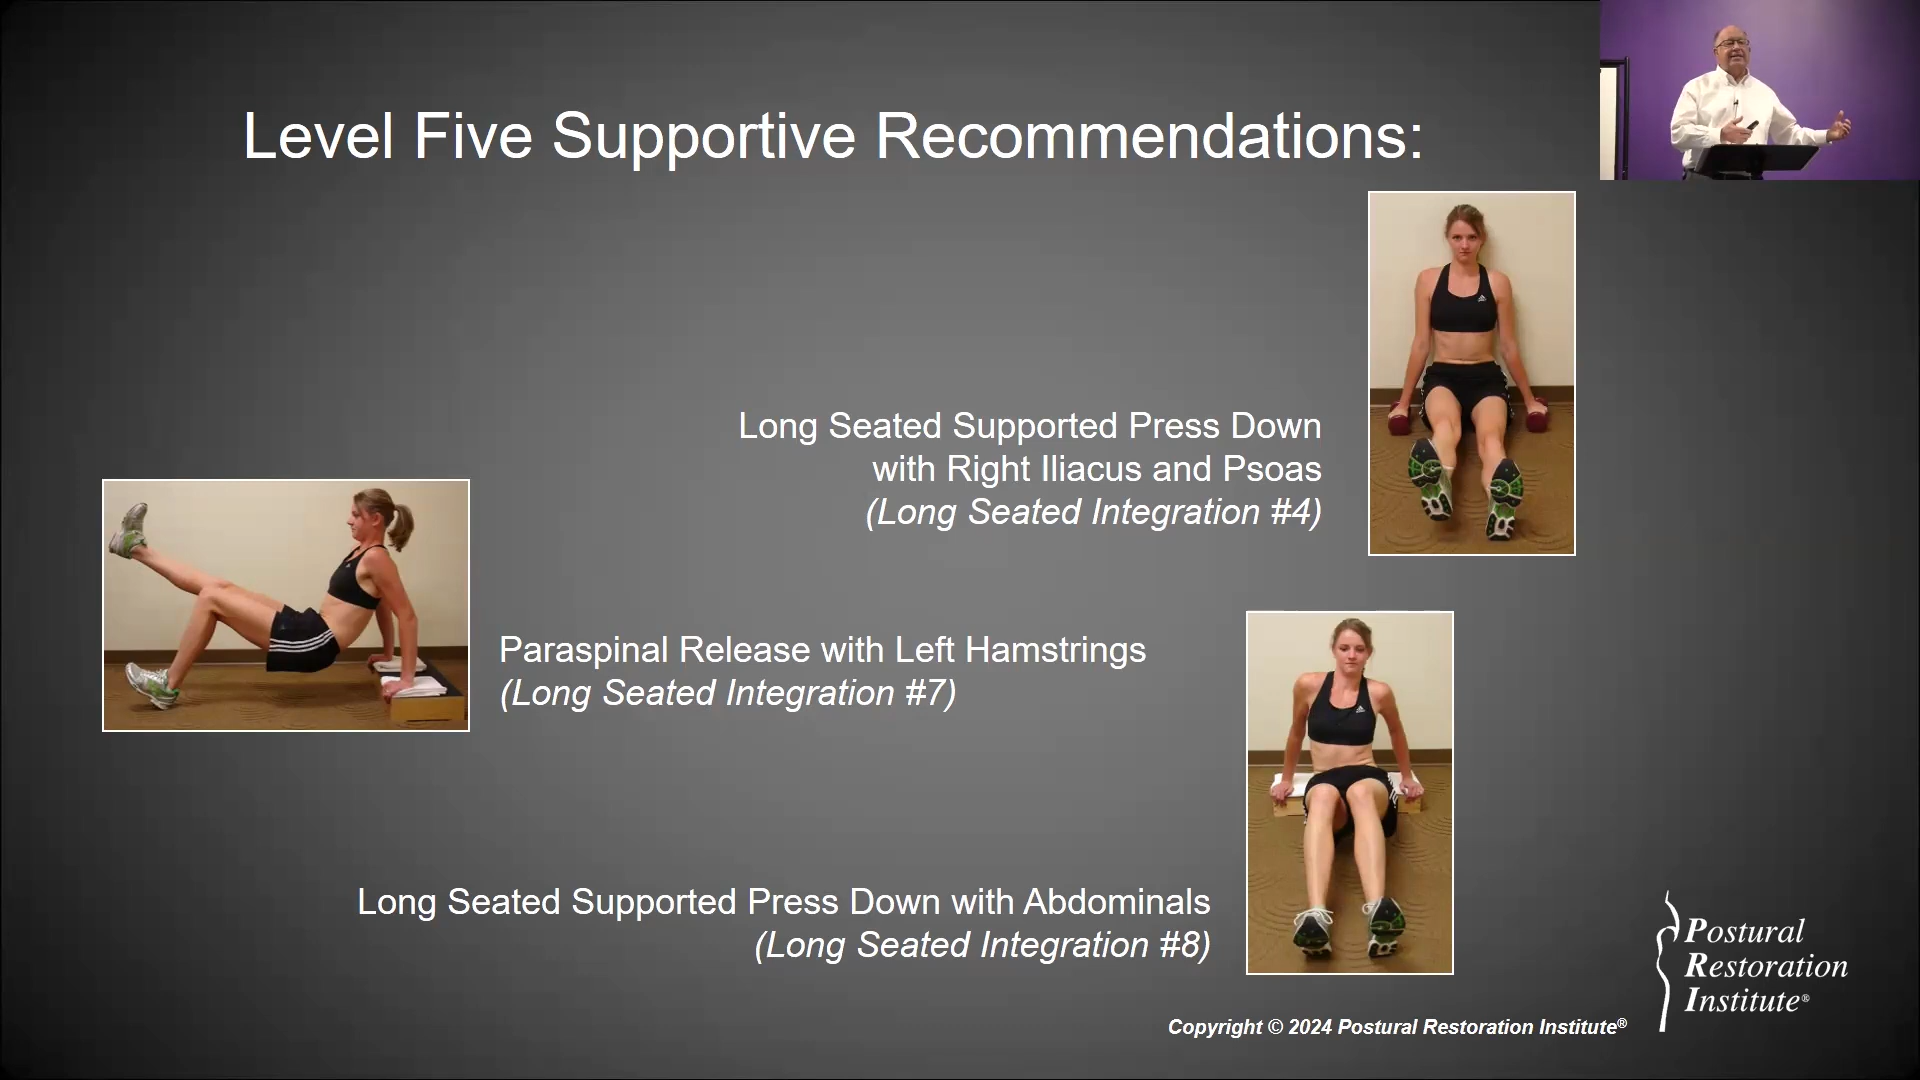 Level Five Supportive Recommendations:
Long Seated Supported Press Down
with Right Iliacus and Psoas
(Long Seated Integration #4)
Paraspinal Release with Left Hamstrings
(Long Seated Integration #7)
Long Seated Supported Press Down with Abdominals
(Long Seated Integration #8)
Postural
Restoration
Institute®
Copyright © 2024 Postural Restoration Institute®